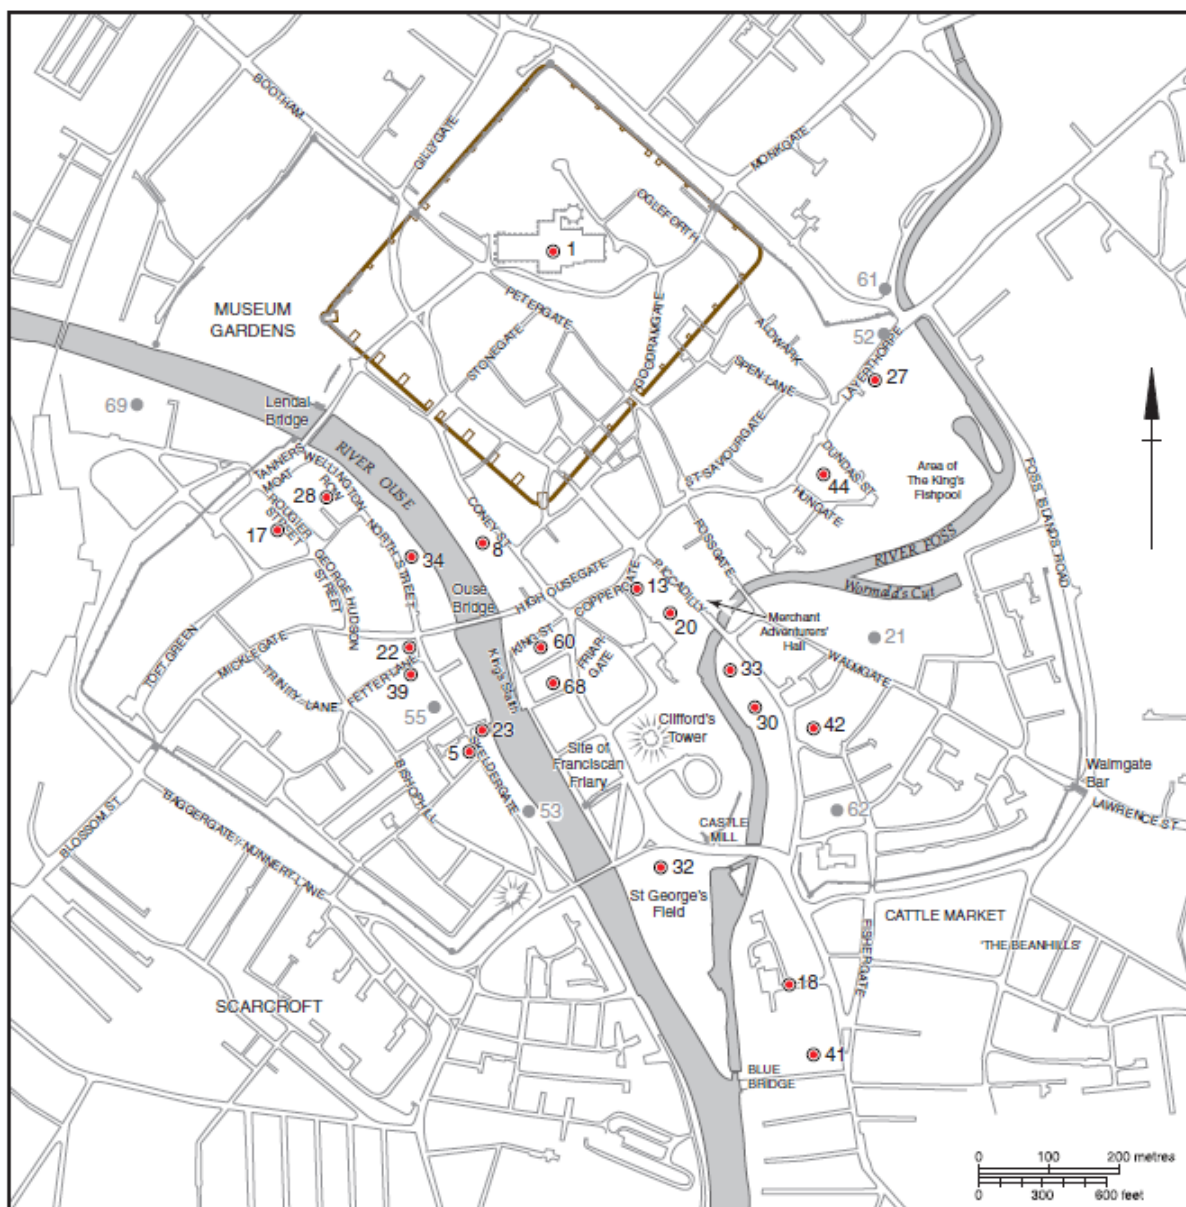 BOOTHAM
GILLYGATE
MONKGATE
OGLEFORTH
1
61
MUSEUM
GARDENS
PETERGATE
STONEGATE
GOODRAMGATE
ALDWARK
SPEN LANE
52
LAYERTHORPE
27
69
Lendal
Bridge
RIVER OUSE
TANNERS
MOAT
WELLINGTON
ROW
28
ROUGIER
STREET
17
NORTH STREET
34
GEORGE HUDSON
STREET
CONEY ST
8
ST SAVIOURGATE
DUNDAS ST
44
HUNGATE
Area of
The King's
Fishpool
FOSS ISLANDS ROAD
FOSSGATE
RIVER FOSS
Wormald's Cut
Ouse
Bridge
HIGH OUSEGATE
COPPERGATE
13
PICCADILLY
20
Merchant
Adventurers'
Hall
21
WALMGATE
TOFT GREEN
MICKLEGATE
TRINITY LANE
FETTER LANE
22
39
55
KING ST
60
King's Staith
FRIAR-
GATE
68
33
30
42
23
5
SKELDERGATE
BISHOPHILL
Site of
Franciscan
Friary
Clifford's
Tower
53
CASTLE
MILL
62
Walmgate
Bar
LAWRENCE ST
BLOSSOM ST
BAGGERGATE / NUNNERY LANE
32
St George's
Field
CATTLE MARKET
'THE BEANHILLS'
FISHERGATE
SCARCROFT
18
41
BLUE
BRIDGE
0 100 200 metres
0 300 600 feet